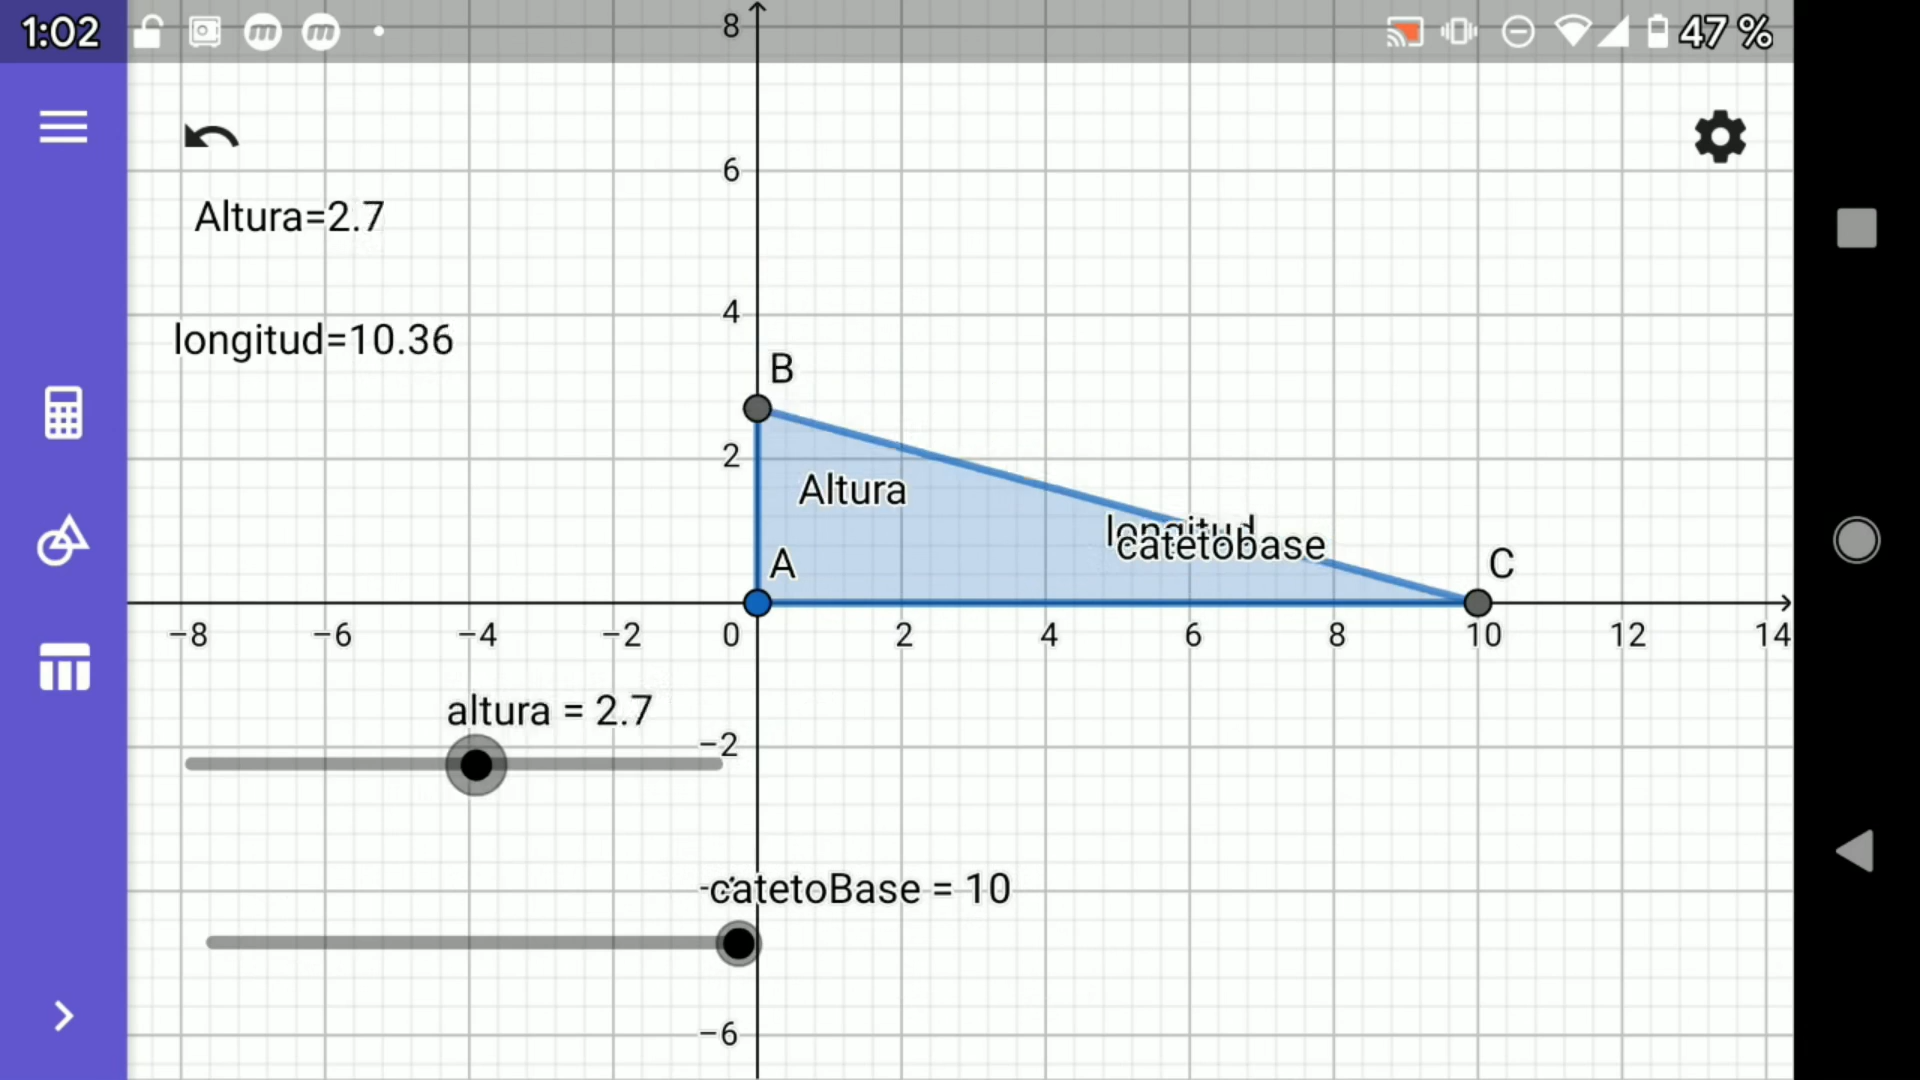 1:02 47 %
8
6
Altura=2.7
4
longitud=10.36
B
2
Altura
longitud
catetobase
A
C
−8 −6 −4 −2 0 2 4 6 8 10 12 14
altura = 2.7
−2
catetoBase = 10
−6